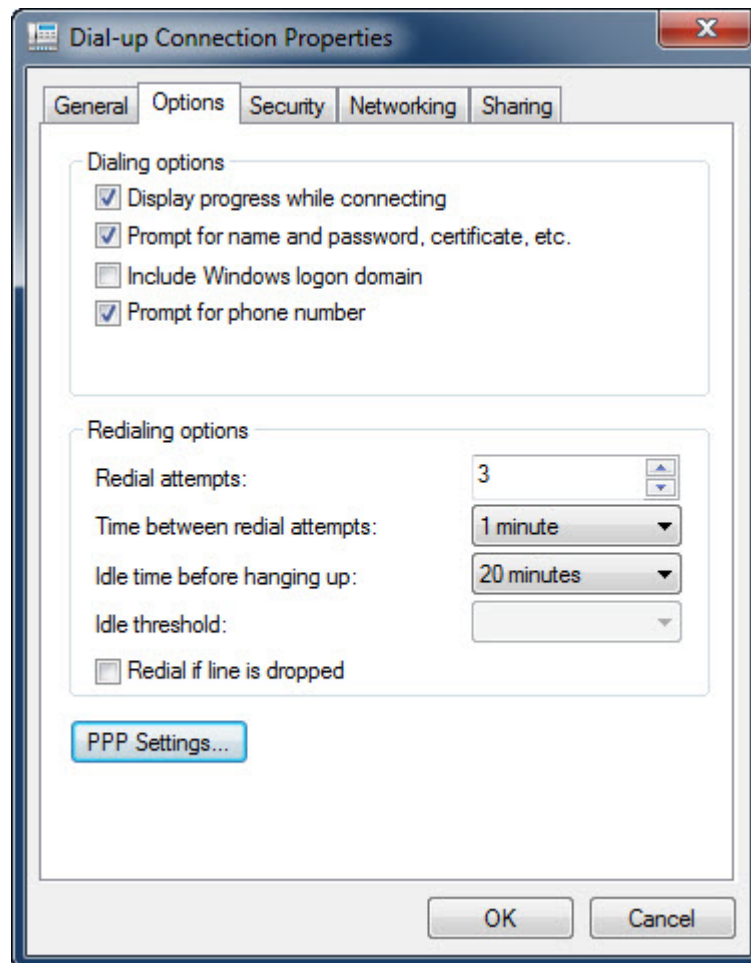 Dial-up Connection Properties
General Options Security Networking Sharing
Dialing options
Display progress while connecting
Prompt for name and password, certificate, etc.
Include Windows logon domain
Prompt for phone number
Redialing options
Redial attempts: 3
Time between redial attempts: 1 minute
Idle time before hanging up: 20 minutes
Idle threshold:
Redial if line is dropped
PPP Settings...
OK Cancel